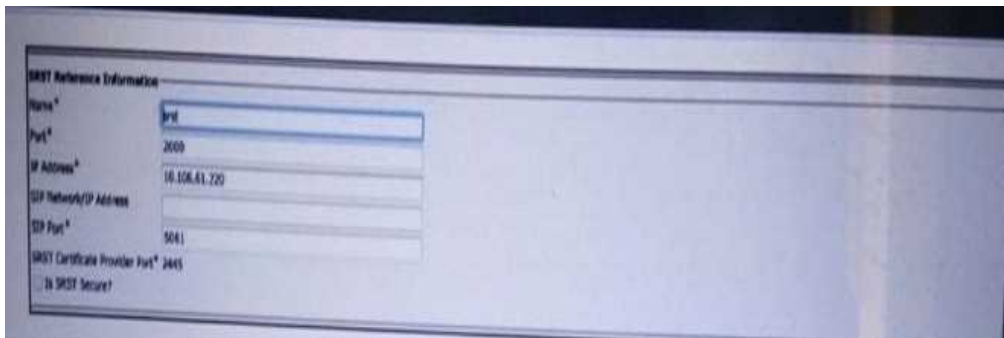 SRST Reference Information
Name*
srst
Port*
2000
IP Address*
10.106.61.220
SIP Network/IP Address
SIP Port*
5061
SRST Certificate Provider Port* 2445
Is SRST Secure?